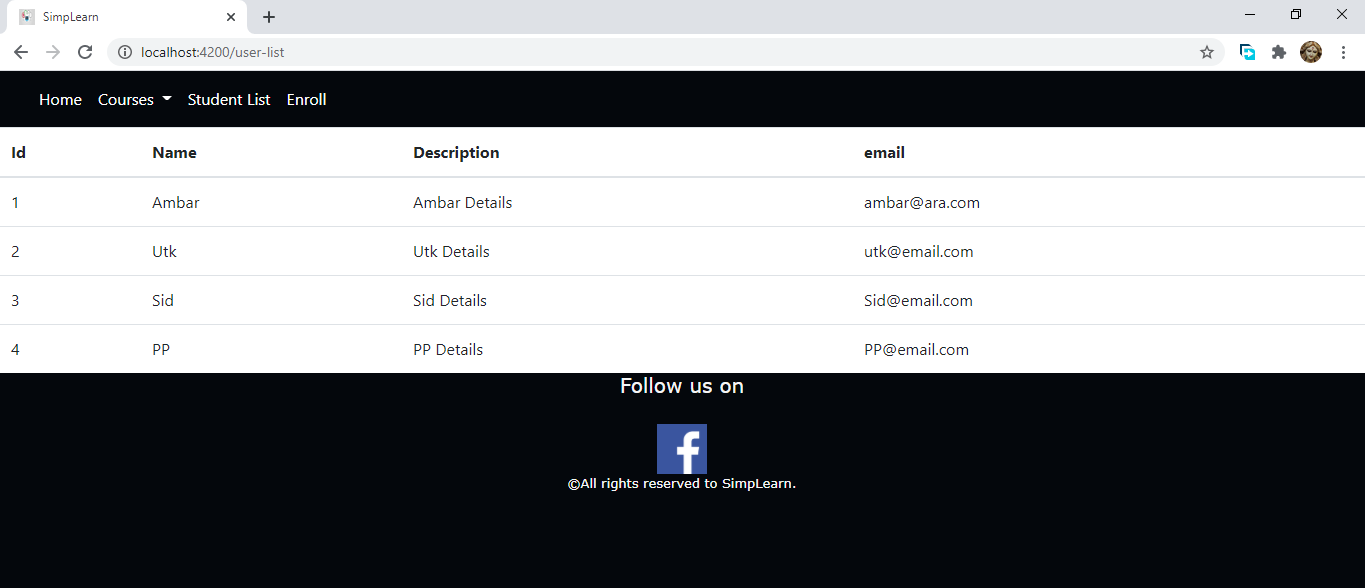 SimpLearn
localhost:4200/user-list
Home Courses Student List Enroll
Id Name Description email
1 Ambar Ambar Details ambar@ara.com
2 Utk Utk Details utk@email.com
3 Sid Sid Details Sid@email.com
4 PP PP Details PP@email.com
Follow us on
f
©All rights reserved to SimpLearn.